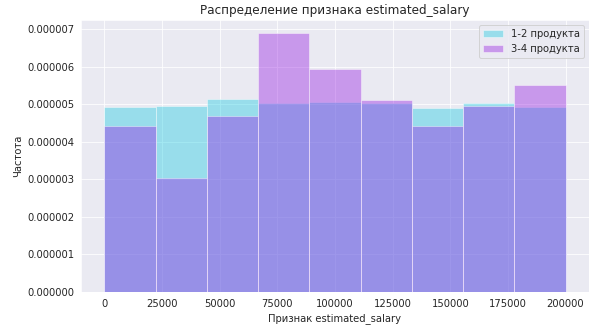 Распределение признака estimated_salary
1-2 продукта
3-4 продукта
0.000007
0.000006
0.000005
0.000004
0.000003
0.000002
0.000001
0.000000
Частота
0 25000 50000 75000 100000 125000 150000 175000 200000
Признак estimated_salary